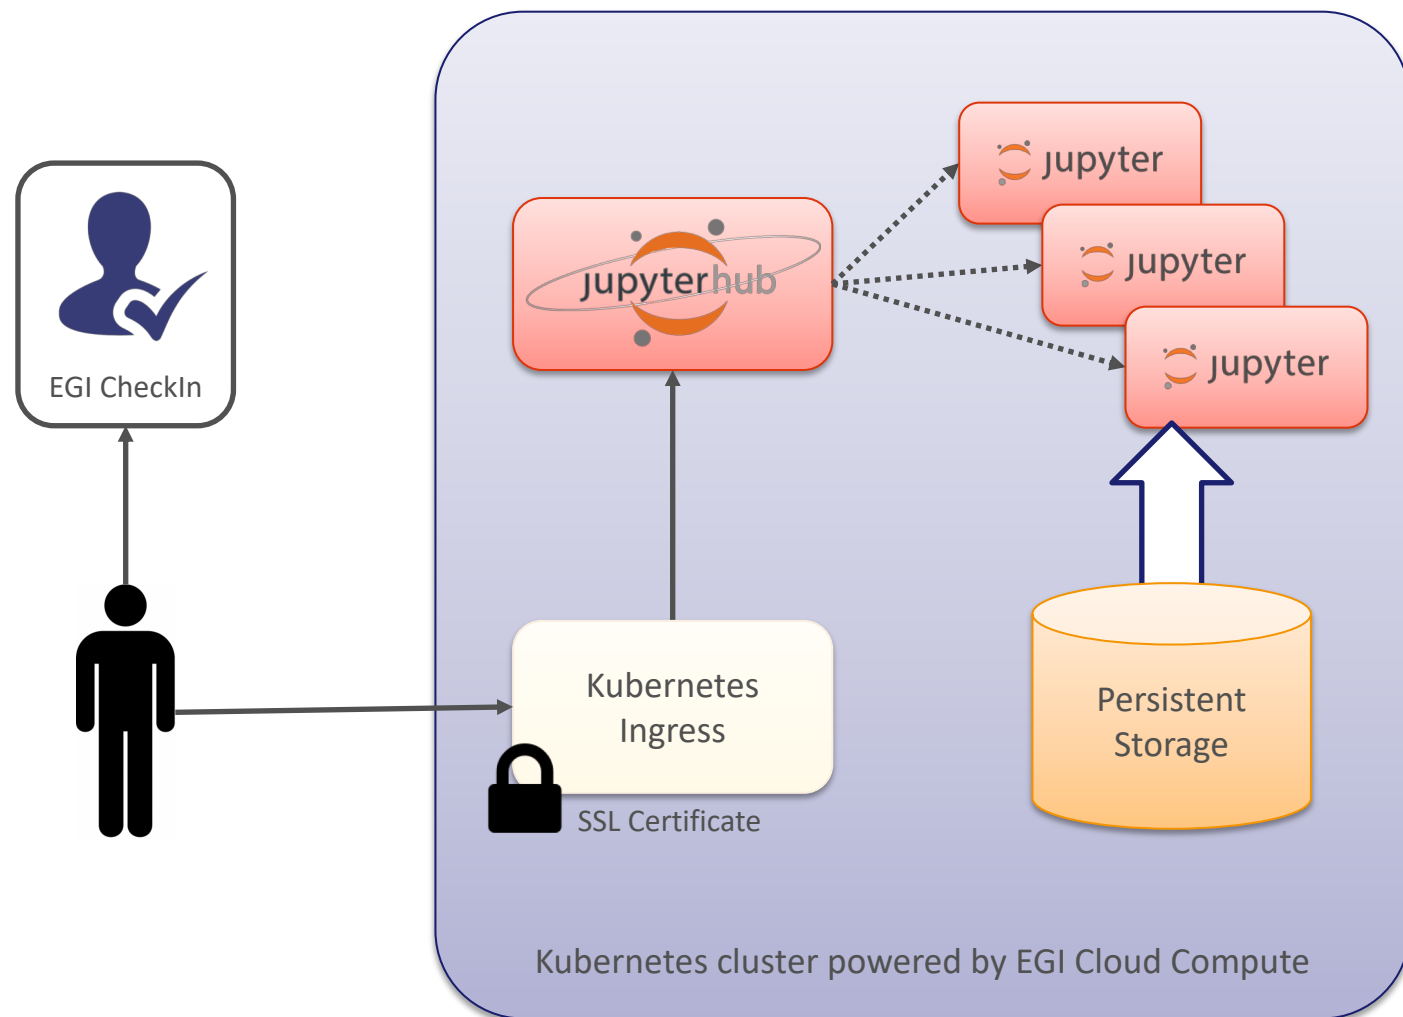 jupyter
jupyter
jupyter
jupyterhub
EGI CheckIn
Kubernetes
Ingress
SSL Certificate
Persistent
Storage
Kubernetes cluster powered by EGI Cloud Compute